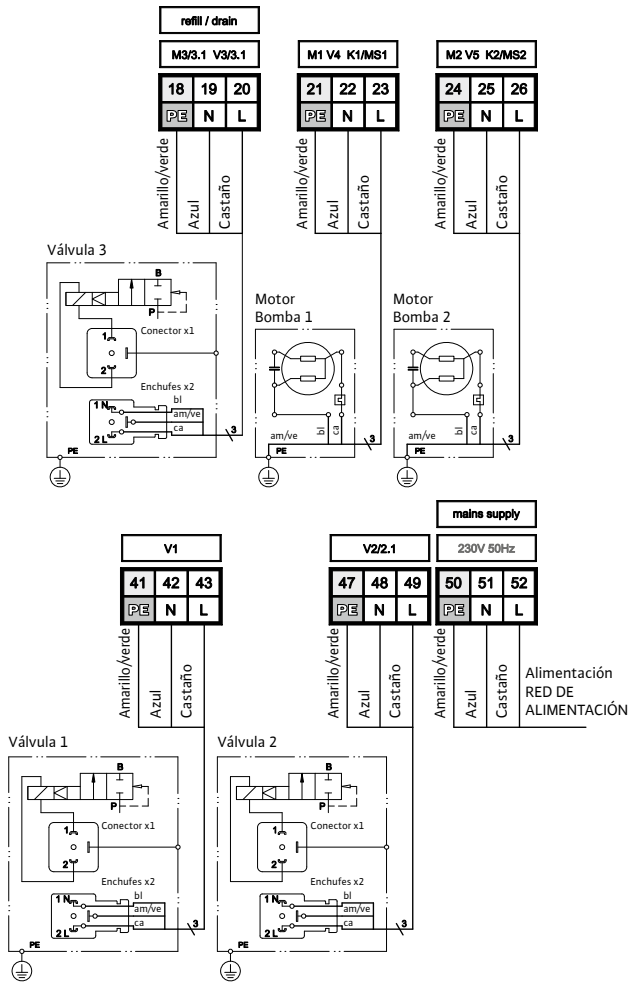 refill / drain
M3/3.1 V3/3.1
M1 V4 K1/MS1
M2 V5 K2/MS2
18 19 20
PE N L
21 22 23
PE N L
24 25 26
PE N L
Amarillo/verde
Azul
Castaño
Amarillo/verde
Azul
Castaño
Amarillo/verde
Azul
Castaño
Válvula 3
B
P
1
Conector x1
2
Enchufes x2
1 N
bl
am/ve
2 L
ca
3
PE
Motor
Bomba 1
am/ve
bl
ca
3
PE
Motor
Bomba 2
am/ve
bl
ca
3
PE
mains supply
V1
V2/2.1
230V 50Hz
41 42 43
PE N L
47 48 49
PE N L
50 51 52
PE N L
Amarillo/verde
Azul
Castaño
Amarillo/verde
Azul
Castaño
Amarillo/verde
Azul
Castaño
Alimentación
RED DE
ALIMENTACIÓN
Válvula 1
B
P
1
Conector x1
2
Enchufes x2
1 N
bl
am/ve
2 L
ca
3
PE
Válvula 2
B
P
1
Conector x1
2
Enchufes x2
1 N
bl
am/ve
2 L
ca
3
PE